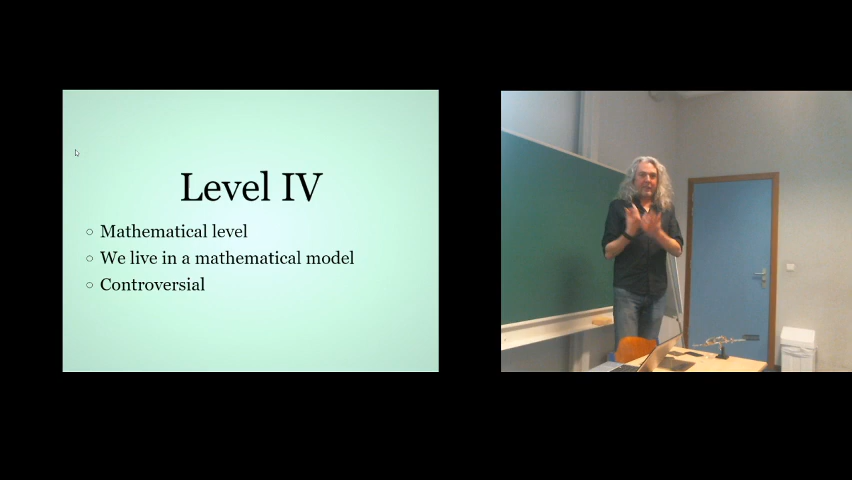 Level IV
Mathematical level
We live in a mathematical model
Controversial